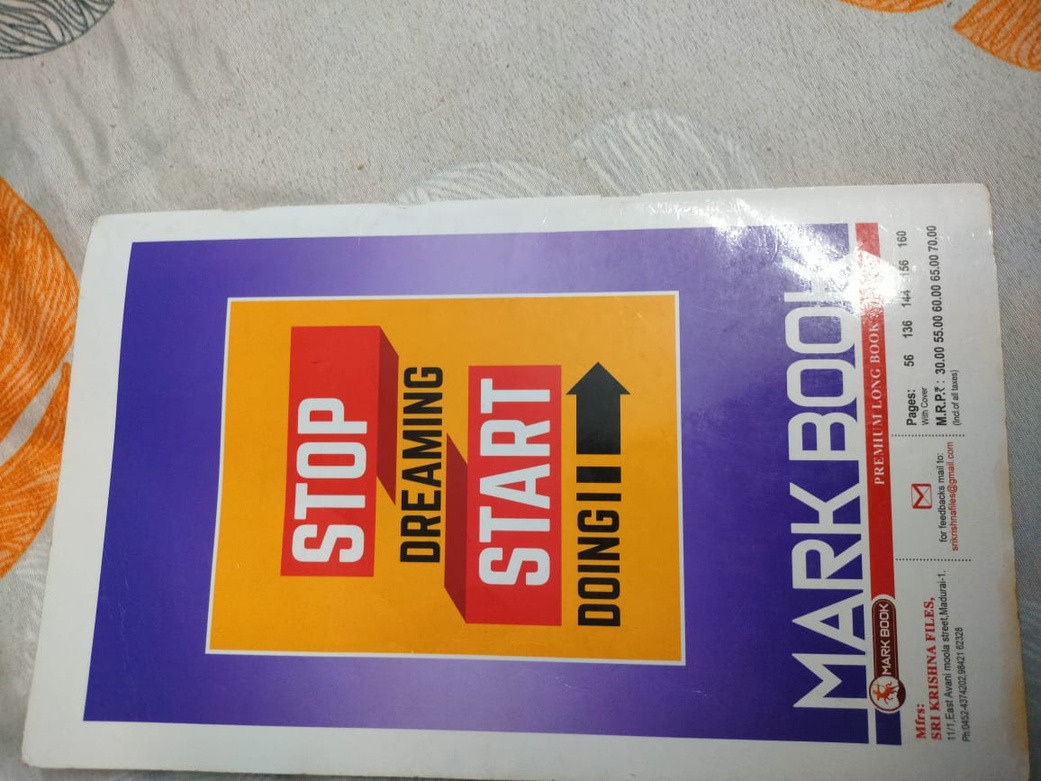 STOP
DREAMING
START
DOING
MARK BOOK
MARK BOOK
PREMIUM LONG BOOK
Mfrs:
SRI KRISHNA FILES,
11/1,East Avani moola street,Madurai-1.
Ph.0452-4374202,98421 62328
for feedbacks mail to:
srikrishnafiles@gmail.com
Pages: 56 136 144 156 160
With Cover
M.R.P.₹ : 30.00 55.00 60.00 65.00 70.00
(Incl.of all taxes)